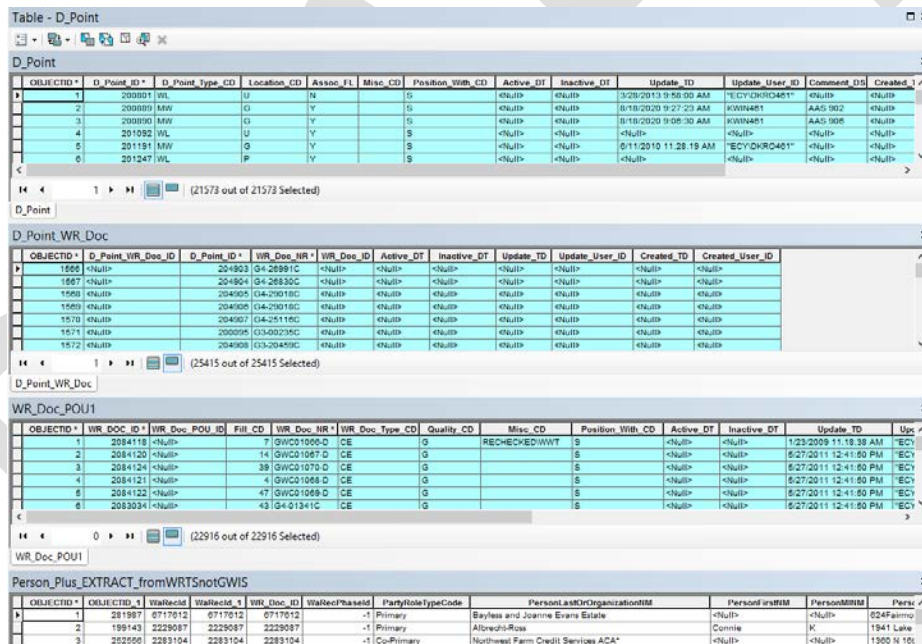 Table - D_Point
D_Point
OBJECTID * D_Point_ID * D_Point_Type_CD Location_CD Assoc_FL Misc_CD Position_With_CD Active_DT Inactive_DT Update_TD Update_User_ID Comment_DS Created_T
1 200801 WL U N S <Null> <Null> 3/28/2013 9:58:00 AM "ECY\DKRO461" <Null> <Null>
2 200889 MW G Y S <Null> <Null> 8/18/2020 9:27:23 AM KWIN461 AAS 902 <Null>
3 200890 MW G Y S <Null> <Null> 8/18/2020 9:06:30 AM KWIN461 AAS 906 <Null>
4 201092 WL U Y S <Null> <Null> <Null> <Null> <Null> <Null>
5 201191 MW G Y S <Null> <Null> 6/11/2010 11:28:19 AM "ECY\DKRO461" <Null> <Null>
6 201247 WL P Y S <Null> <Null> <Null> <Null> <Null> <Null>
1 (21573 out of 21573 Selected)
D_Point
D_Point_WR_Doc
OBJECTID * D_Point_WR_Doc_ID D_Point_ID * WR_Doc_NR * WR_Doc_ID Active_DT Inactive_DT Update_TD Update_User_ID Created_TD Created_User_ID
1566 <Null> 204903 G4-26991C <Null> <Null> <Null> <Null> <Null> <Null> <Null>
1567 <Null> 204904 G4-26830C <Null> <Null> <Null> <Null> <Null> <Null> <Null>
1568 <Null> 204905 G4-29018C <Null> <Null> <Null> <Null> <Null> <Null> <Null>
1569 <Null> 204906 G4-29018C <Null> <Null> <Null> <Null> <Null> <Null> <Null>
1570 <Null> 204907 G4-25116C <Null> <Null> <Null> <Null> <Null> <Null> <Null>
1571 <Null> 200095 G3-00235C <Null> <Null> <Null> <Null> <Null> <Null> <Null>
1572 <Null> 204908 G3-20459C <Null> <Null> <Null> <Null> <Null> <Null> <Null>
1 (25415 out of 25415 Selected)
D_Point_WR_Doc
WR_Doc_POU1
OBJECTID * WR_DOC_ID * WR_Doc_POU_ID Fill_CD WR_Doc_NR * WR_Doc_Type_CD Quality_CD Misc_CD Position_With_CD Active_DT Inactive_DT Update_TD
1 2084118 <Null> 7 GWC01066-D CE G RECHECKED\WWT S <Null> <Null> 1/23/2009 11:18:38 AM "ECY
2 2084120 <Null> 14 GWC01067-D CE G S <Null> <Null> 5/27/2011 12:41:50 PM "ECY
3 2084124 <Null> 39 GWC01070-D CE G S <Null> <Null> 5/27/2011 12:41:50 PM "ECY
4 2084121 <Null> 4 GWC01068-D CE G S <Null> <Null> 5/27/2011 12:41:50 PM "ECY
5 2084122 <Null> 47 GWC01069-D CE G S <Null> <Null> 5/27/2011 12:41:50 PM "ECY
6 2083034 <Null> 43 G4-01341C CE G S <Null> <Null> 5/27/2011 12:41:50 PM "ECY
0 (22916 out of 22916 Selected)
WR_Doc_POU1
Person_Plus_EXTRACT_fromWRTSnotGWIS
OBJECTID * OBJECTID_1 WaRecId WaRecId_1 WR_Doc_ID WaRecPhaseId PartyRoleTypeCode PersonLastOrOrganizationNM PersonFirstNM PersonMINM
1 281987 6717612 6717612 6717612 -1 Primary Bayless and Joanne Evans Estate <Null> <Null>
2 199143 2229087 2229087 2229087 -1 Primary Albrecht-Ross Connie K 1941 Lake
3 252566 2283104 2283104 2283104 -1 Co-Primary Northwest Farm Credit Services ACA* <Null> <Null>